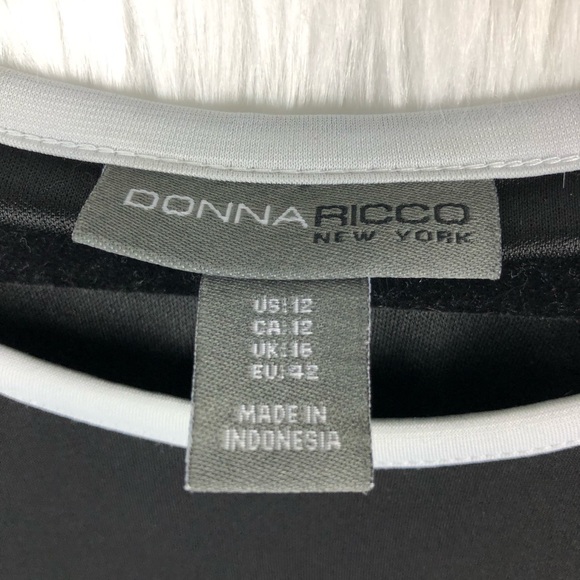 DONNA RICCO
NEW YORK
US:12
CA:12
UK:16
EU:42
MADE IN
INDONESIA